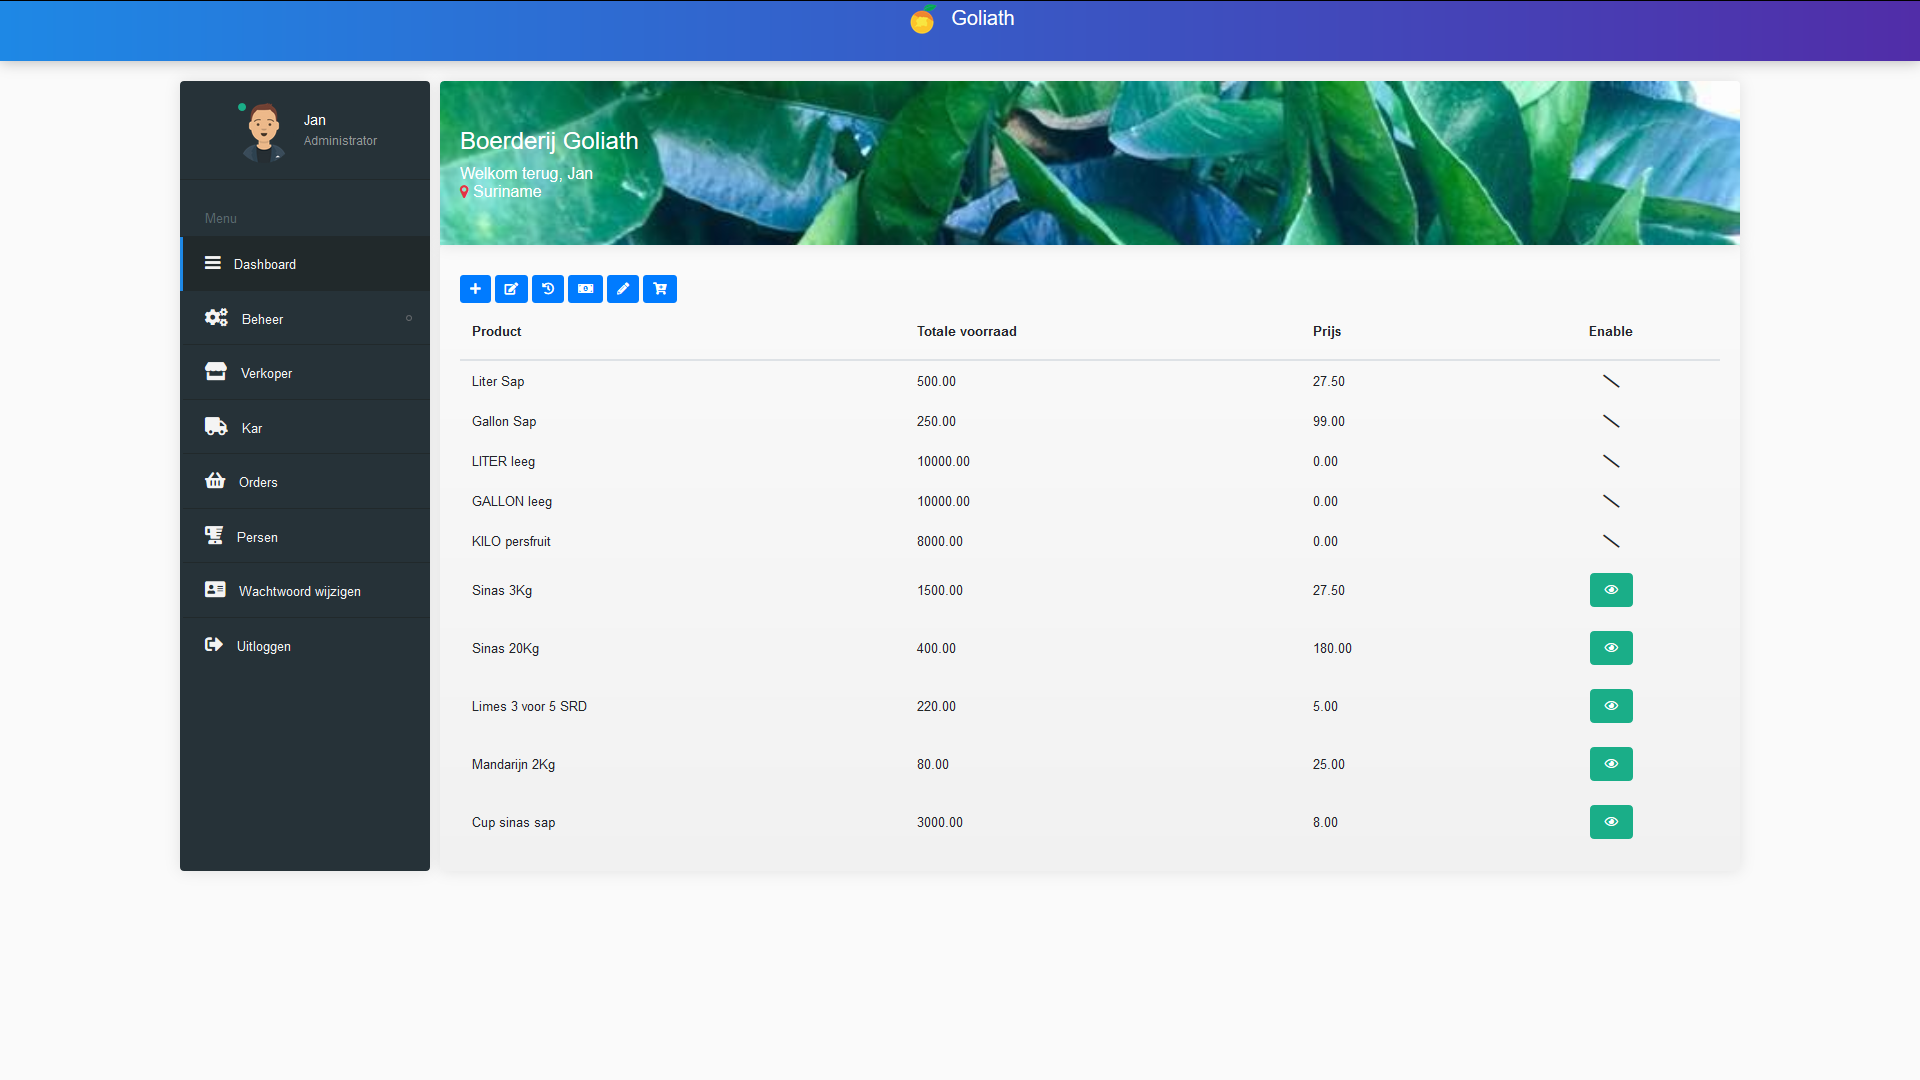 Goliath
Jan
Administrator
Menu
Dashboard
Beheer
Verkoper
Kar
Orders
Persen
Wachtwoord wijzigen
Uitloggen
Boerderij Goliath
Welkom terug, Jan
Suriname
Product Totale voorraad Prijs Enable
Liter Sap 500.00 27.50
Gallon Sap 250.00 99.00
LITER leeg 10000.00 0.00
GALLON leeg 10000.00 0.00
KILO persfruit 8000.00 0.00
Sinas 3Kg 1500.00 27.50
Sinas 20Kg 400.00 180.00
Limes 3 voor 5 SRD 220.00 5.00
Mandarijn 2Kg 80.00 25.00
Cup sinas sap 3000.00 8.00